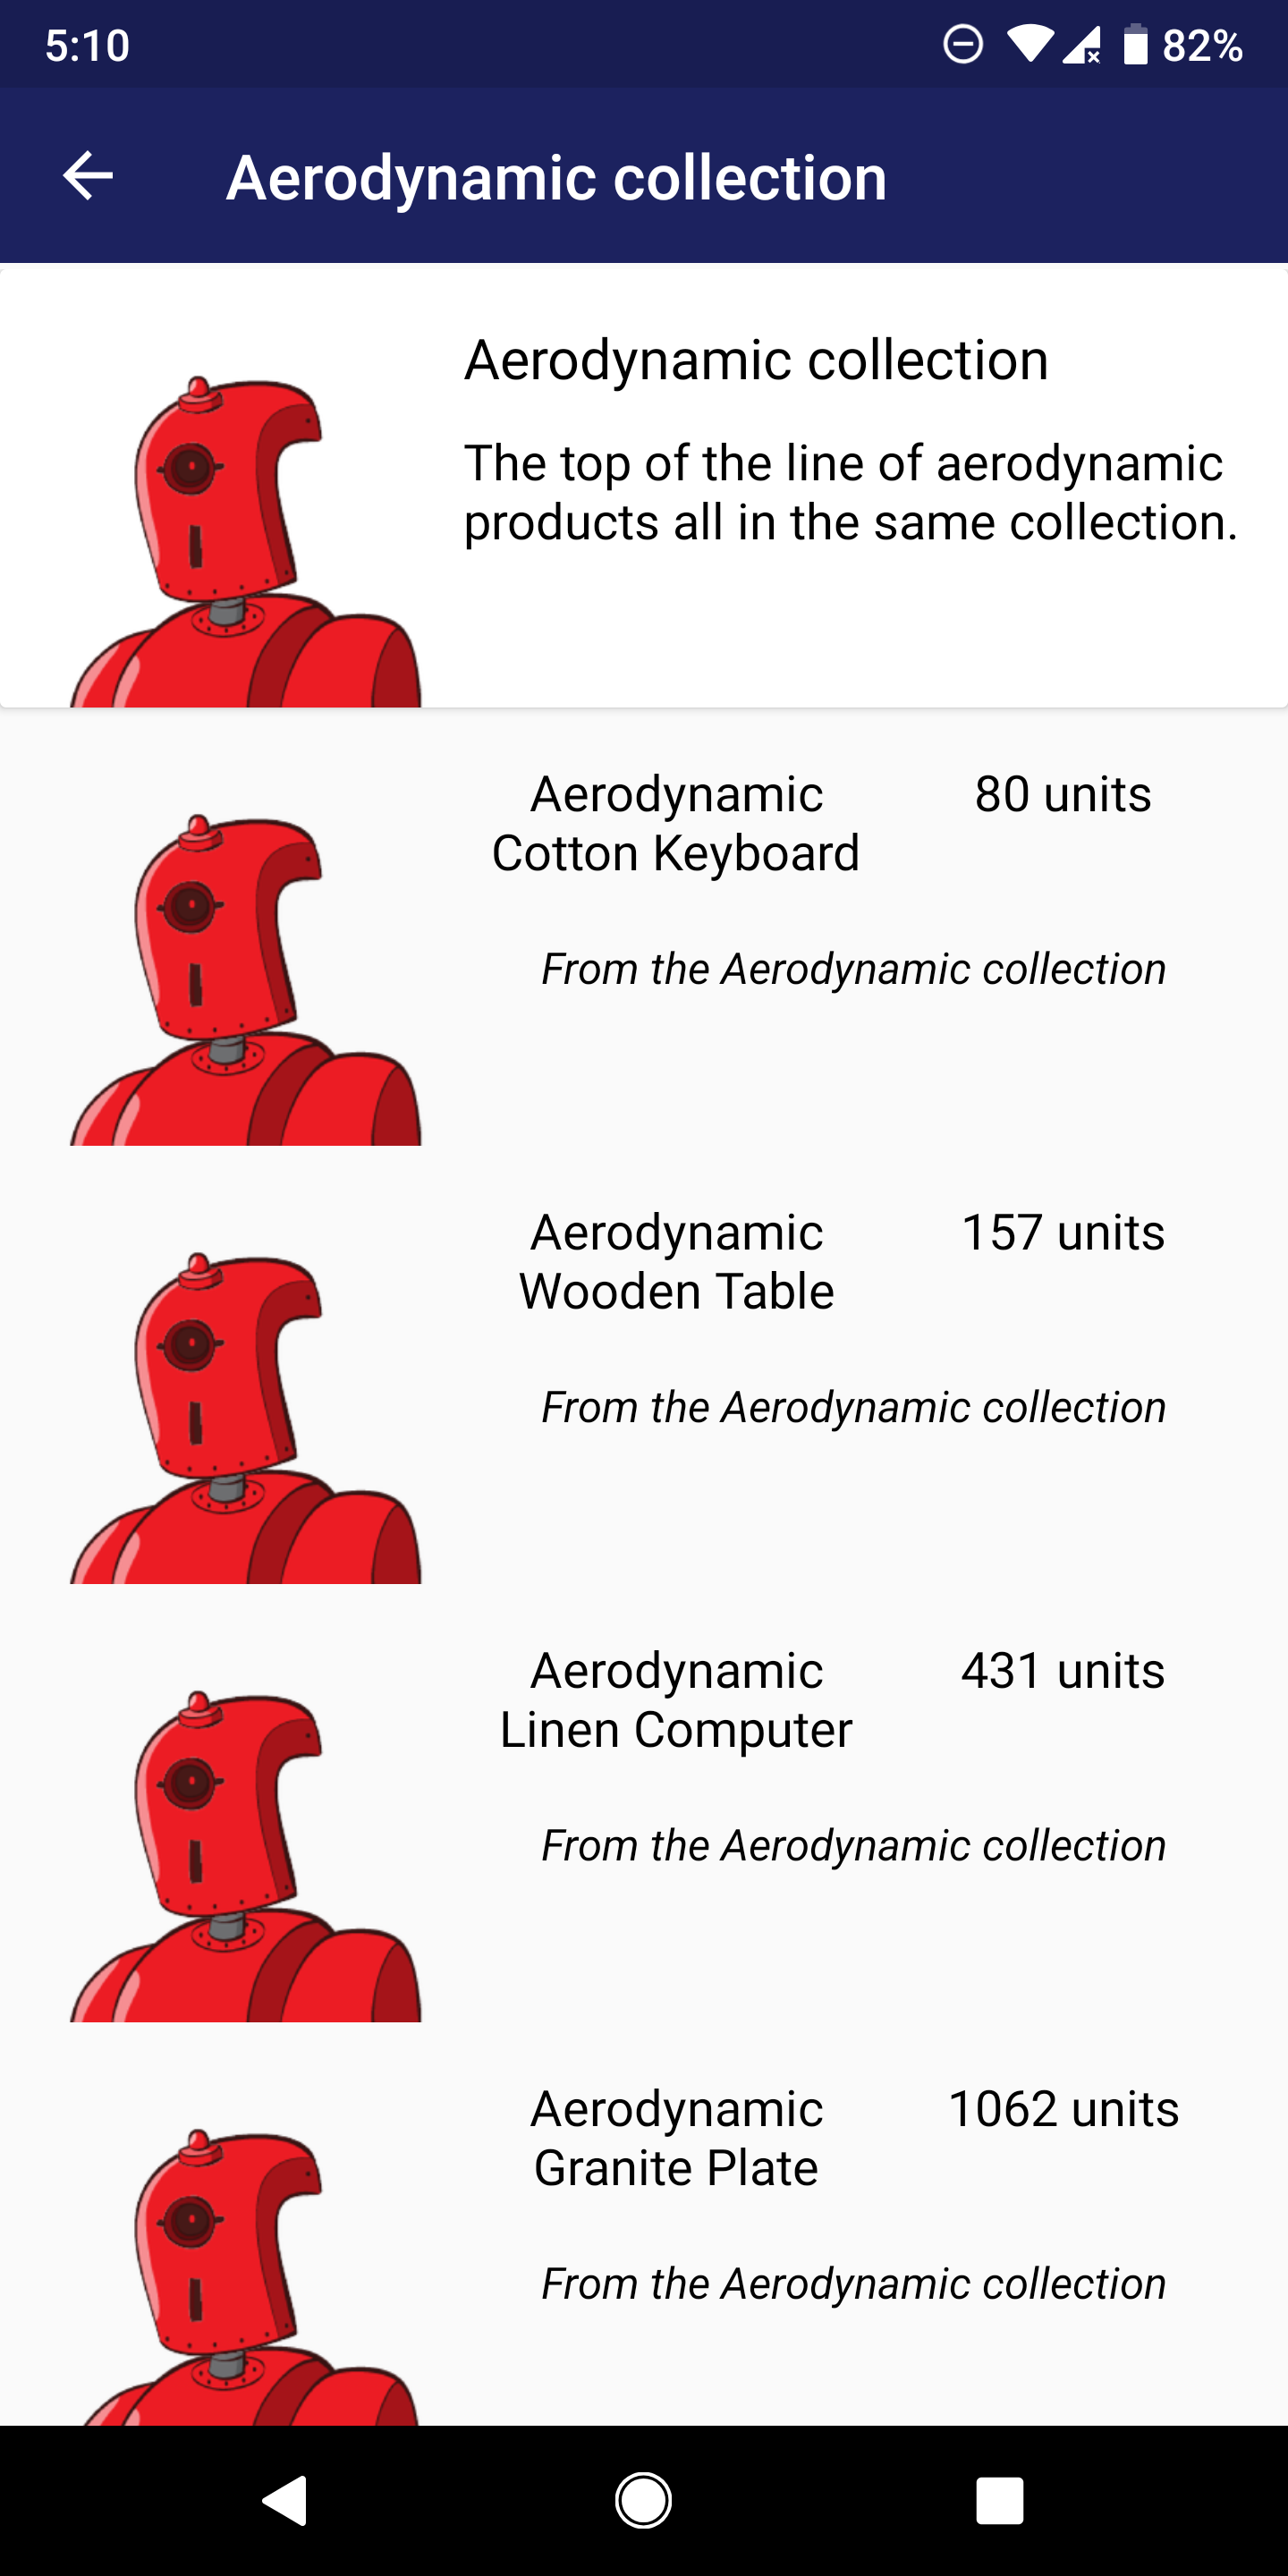 5:10
82%
Aerodynamic collection
Aerodynamic collection
The top of the line of aerodynamic
products all in the same collection.
Aerodynamic
Cotton Keyboard
80 units
From the Aerodynamic collection
Aerodynamic
Wooden Table
157 units
From the Aerodynamic collection
Aerodynamic
Linen Computer
431 units
From the Aerodynamic collection
Aerodynamic
Granite Plate
1062 units
From the Aerodynamic collection